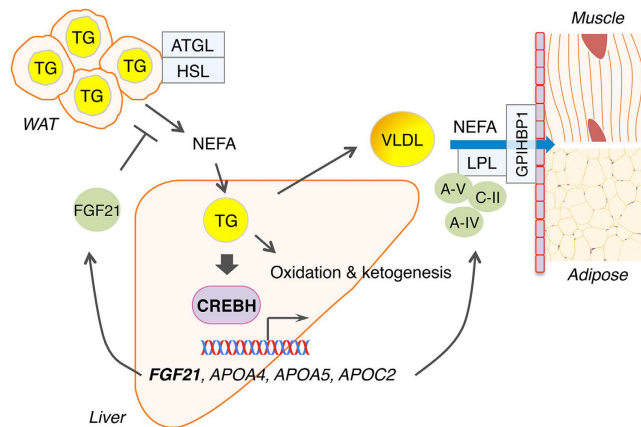 Muscle
TG
ATGL
TG
TG
HSL
TG
WAT
NEFA
VLDL
NEFA
GPIHBP1
LPL
FGF21
A-V
C-II
A-IV
TG
Oxidation & ketogenesis
Adipose
CREBH
FGF21, APOA4, APOA5, APOC2
Liver